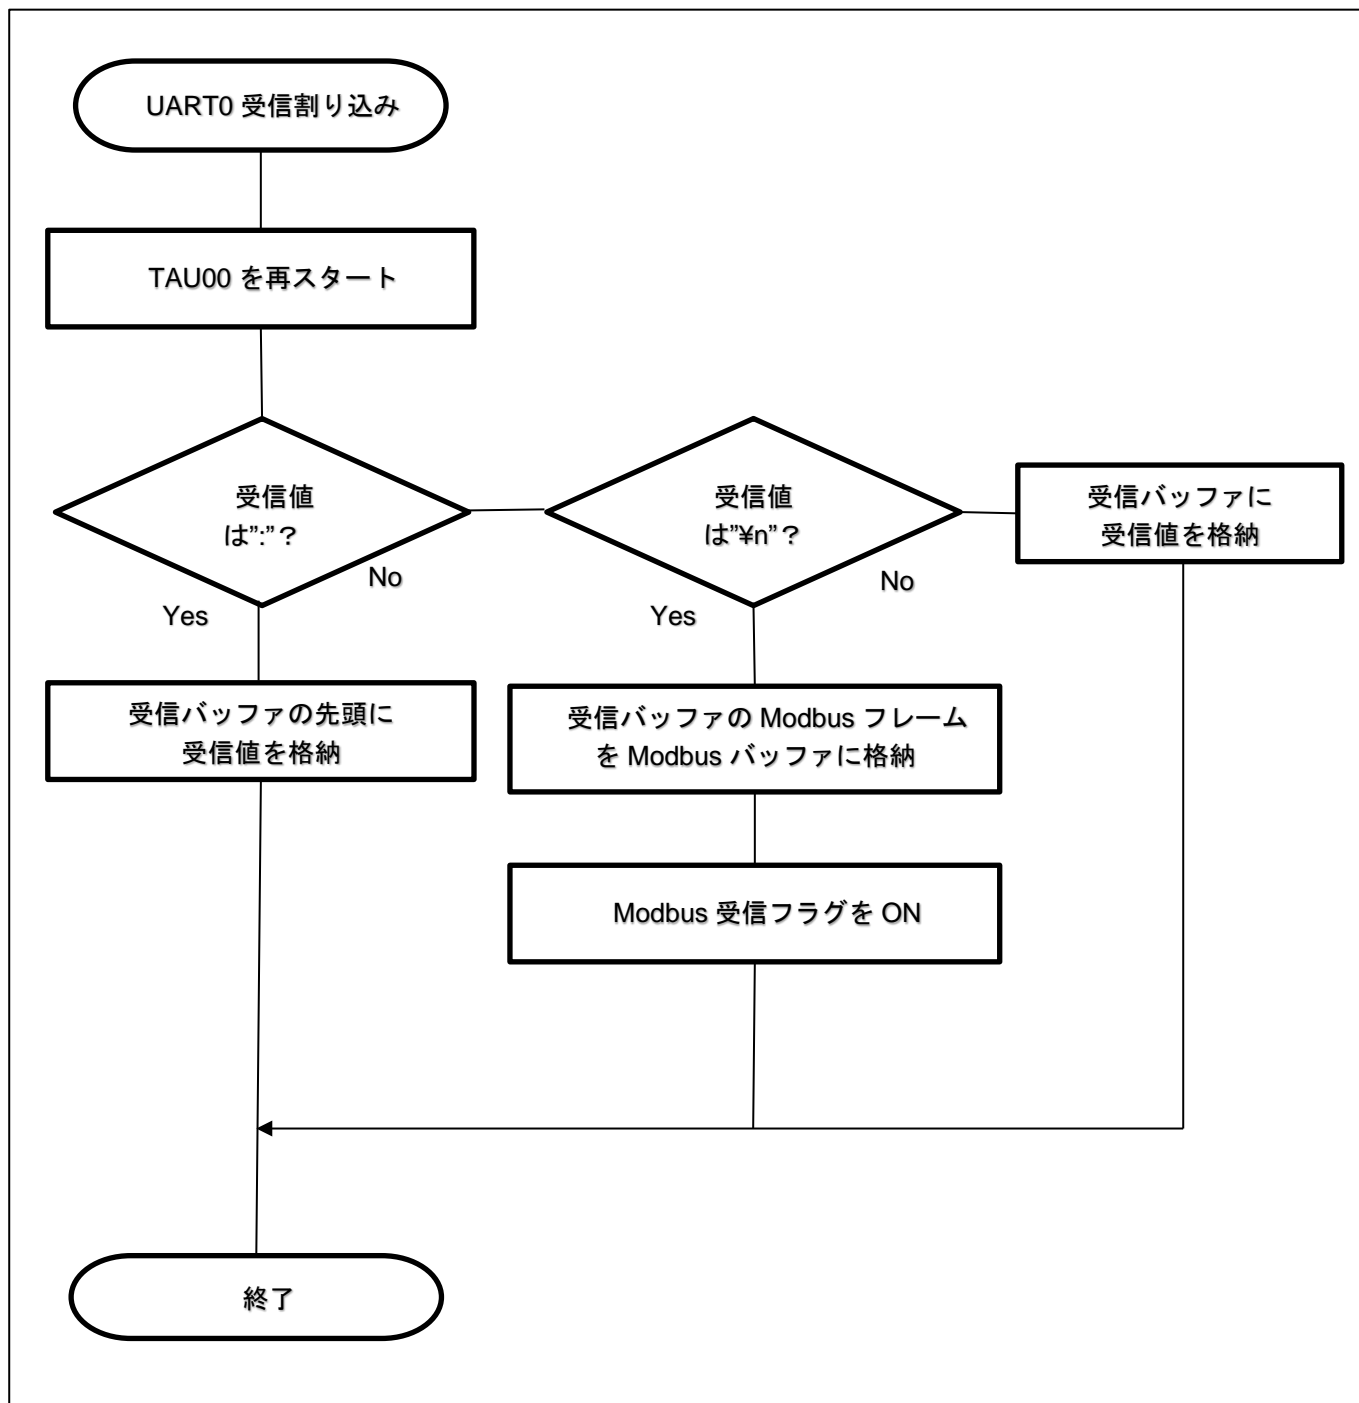 UART0 受信割り込み
TAU00 を再スタート
受信値
は”:”？
No
Yes
受信値
は”¥n”？
No
Yes
受信バッファに
受信値を格納
受信バッファの先頭に
受信値を格納
受信バッファの Modbus フレーム
を Modbus バッファに格納
Modbus 受信フラグを ON
終了